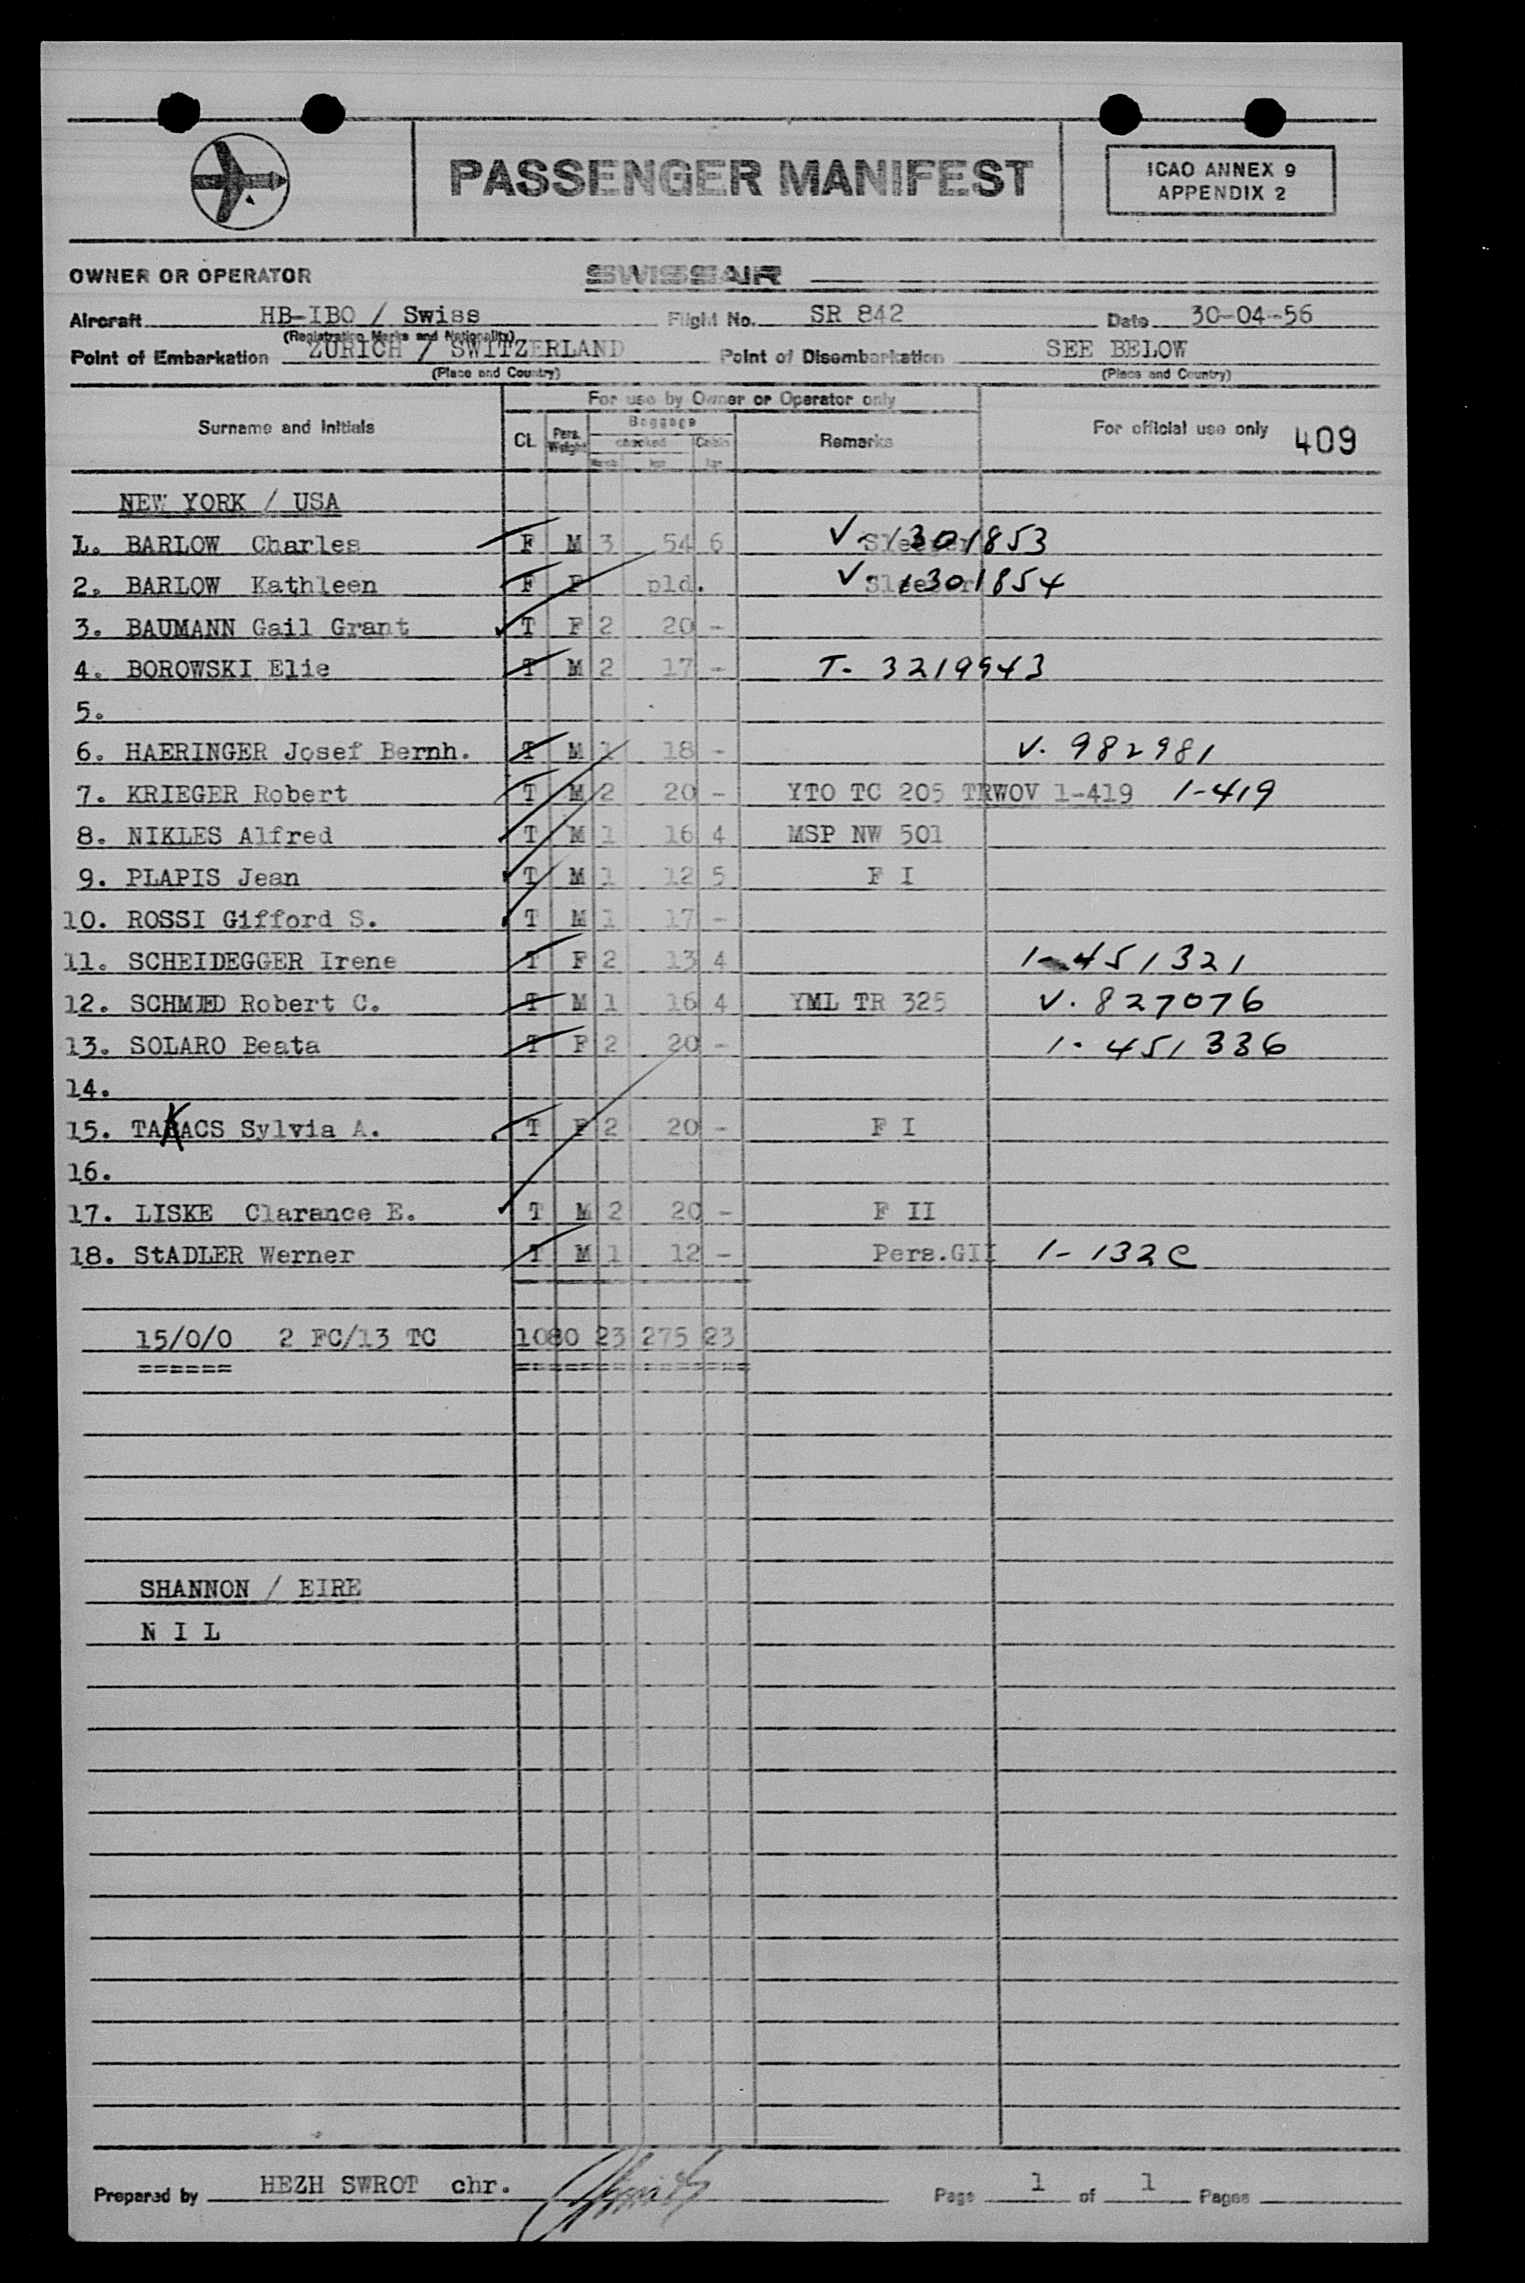 PASSENGER MANIFEST
ICAO ANNEX 9
APPENDIX 2
OWNER OR OPERATOR SWISSAIR
Aircraft HB-IBO / Swiss Flight No. SR 842 Date 30-04-56
(Registration Marks and Nationality)
Point of Embarkation ZURICH / SWITZERLAND Point of Disembarkation SEE BELOW
(Place and Country) (Place and Country)
For use by Owner or Operator only
Surname and Initials Cl. Pers. Weight Baggage checked Cabin Remarks For official use only 409
NEW YORK / USA
1. BARLOW Charles F M 3 54 6 Sleeper V. 1301853
2. BARLOW Kathleen F F pld. Sleeper V. 1301854
3. BAUMANN Gail Grant T F 2 20 -
4. BOROWSKI Elie T M 2 17 - T- 3219943
5.
6. HAERINGER Josef Bernh. T M 1 18 - V. 982981
7. KRIEGER Robert T M 2 20 - YTO TC 205 TRWOV 1-419 1-419
8. NIKLES Alfred T M 1 16 4 MSP NW 501
9. PLAPIS Jean T M 1 12 5 F I
10. ROSSI Gifford S. T M 1 17 -
11. SCHEIDEGGER Irene T F 2 13 4 1-451321
12. SCHMIED Robert C. T M 1 16 4 YML TR 325 V. 827076
13. SOLARO Beata T F 2 20 - 1-451336
14.
15. TAKACS Sylvia A. T F 2 20 - F I
16.
17. LISKE Clarance E. T M 2 20 - F II
18. StADLER Werner T M 1 12 - Pers.GII 1-132C
15/0/0 2 FC/13 TC 1080 23 275 23
====== ==============
SHANNON / EIRE
N I L
Prepared by HEZH SWROT chr. Page 1 of 1 Pages